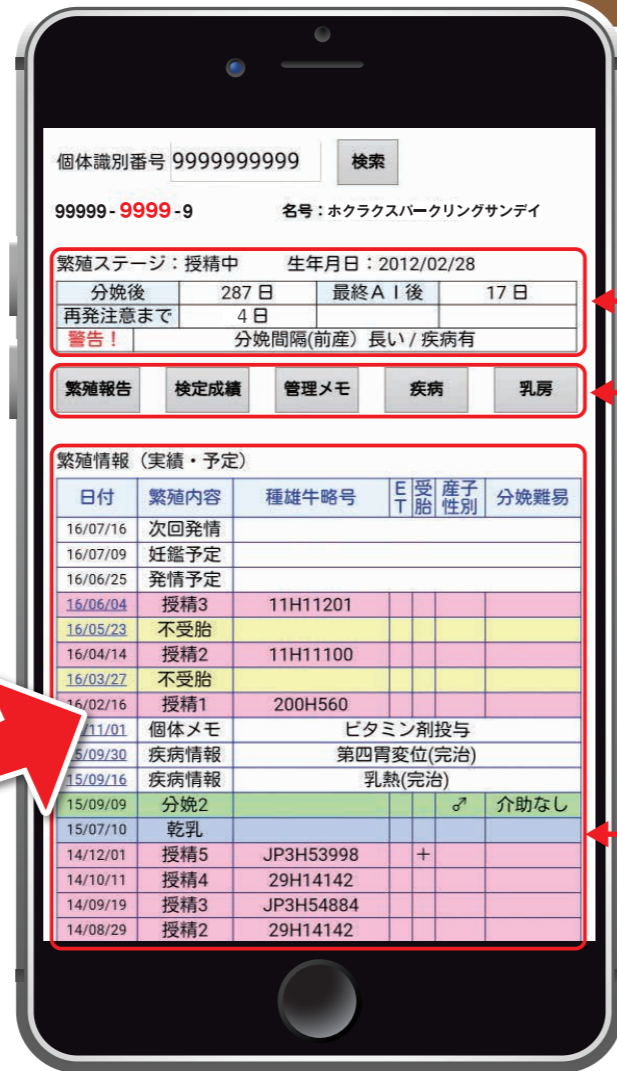 個体識別番号 9999999999 検索
99999-9999-9 名号：ホクラクスパークリングサンデイ
繁殖ステージ：授精中 生年月日：2012/02/28
分娩後 287 日 最終ＡＩ後 17 日
再発注意まで 4 日
警告！ 分娩間隔(前産）長い / 疾病有
繁殖報告 検定成績 管理メモ 疾病 乳房
繁殖情報（実績・予定）
日付 繁殖内容 種雄牛略号 ET 受胎 産子性別 分娩難易
16/07/16 次回発情
16/07/09 妊鑑予定
16/06/25 発情予定
16/06/04 授精3 11H11201
16/05/23 不受胎
16/04/14 授精2 11H11100
16/03/27 不受胎
16/02/16 授精1 200H560
/11/01 個体メモ ビタミン剤投与
5/09/30 疾病情報 第四胃変位(完治)
15/09/16 疾病情報 乳熱(完治)
15/09/09 分娩2 ♂ 介助なし
15/07/10 乾乳
14/12/01 授精5 JP3H53998 +
14/10/11 授精4 29H14142
14/09/19 授精3 JP3H54884
14/08/29 授精2 29H14142